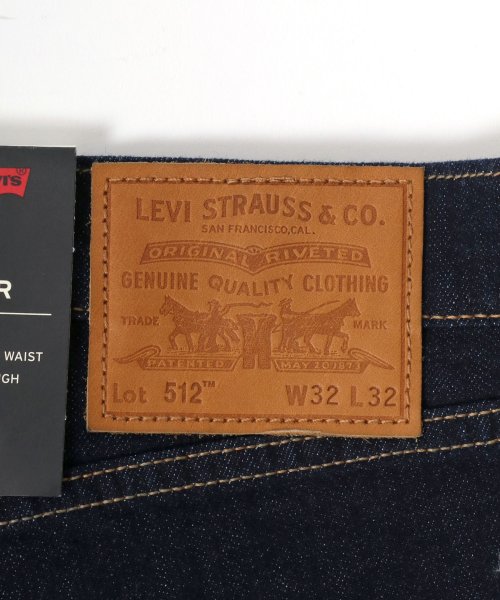 LEVI STRAUSS & CO.
SAN FRANCISCO, CAL.
ORIGINAL RIVETED
GENUINE QUALITY CLOTHING
TRADE MARK
PATENTED MAY 20 1873
Lot 512™ W32 L32
R
WAIST